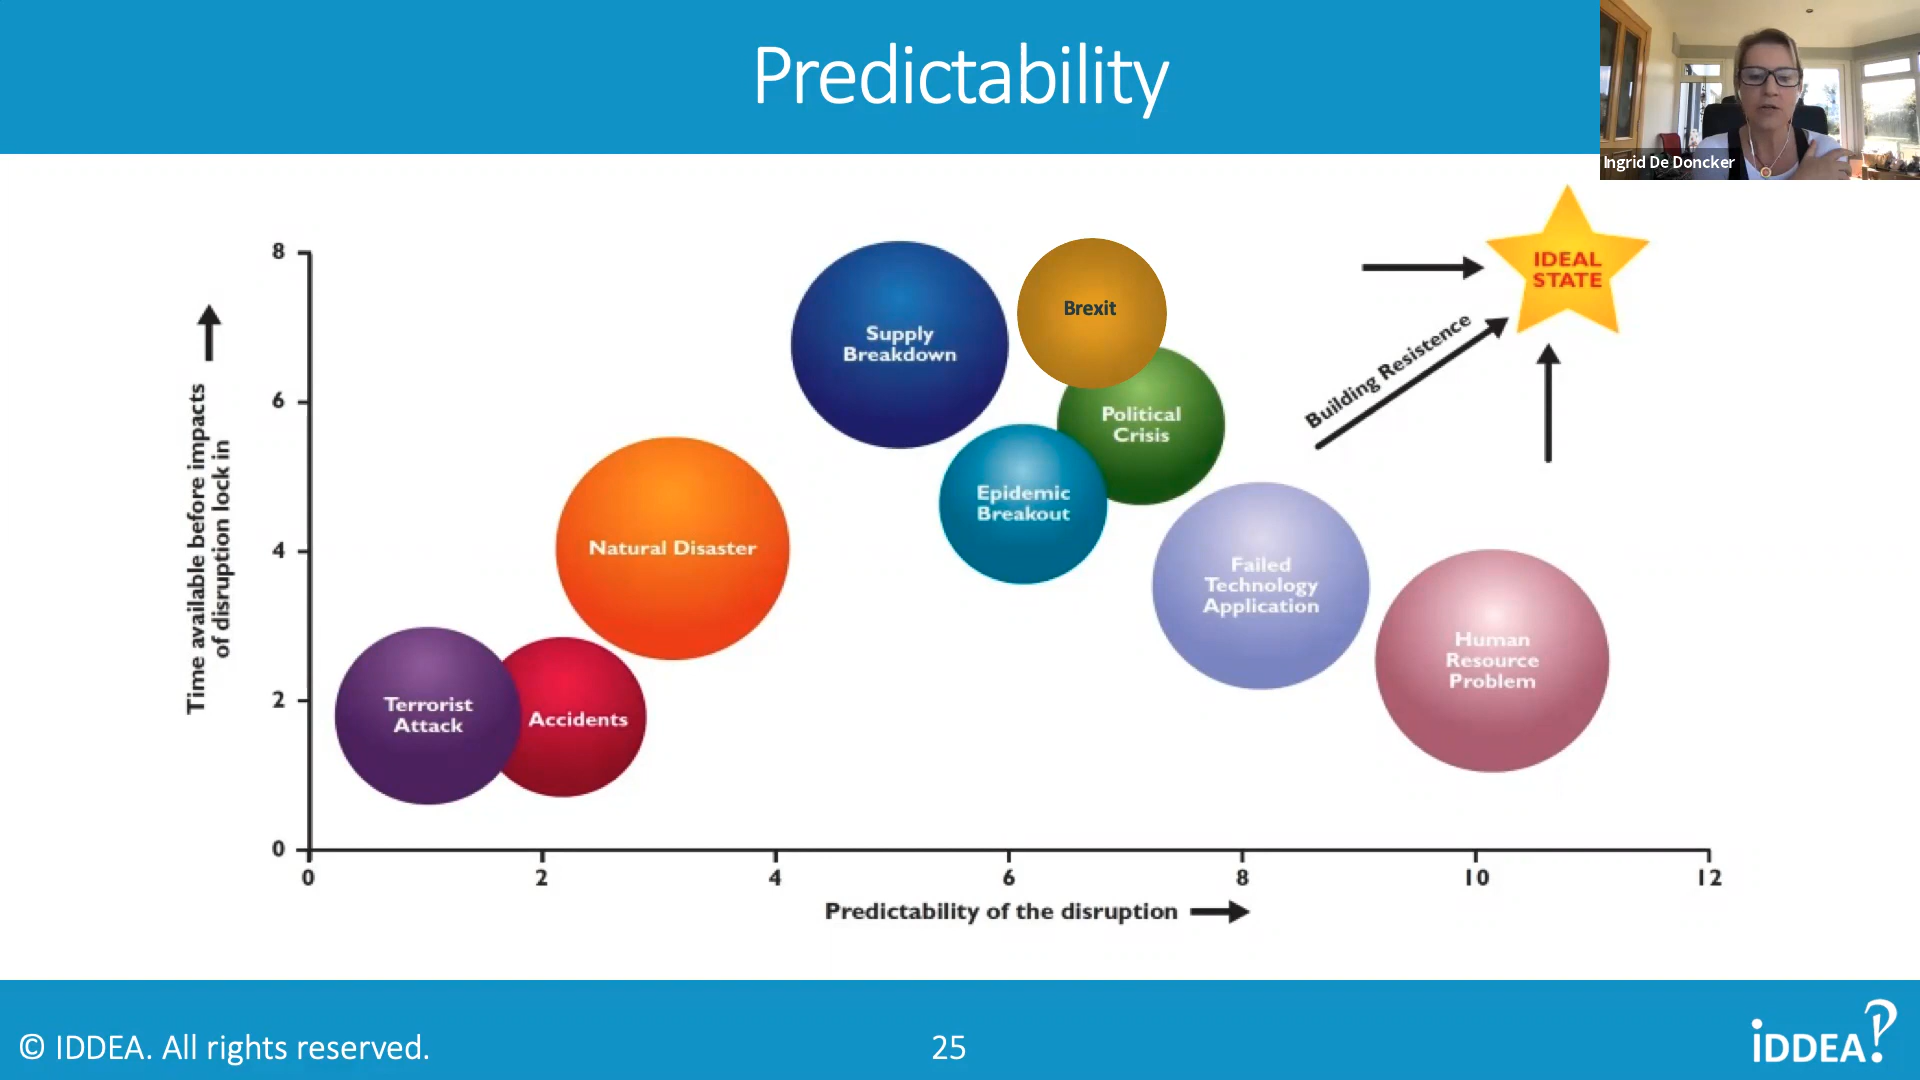 Predictability
Ingrid De Doncker
8
6
4
2
0
Time available before impacts
of disruption lock in
Supply
Breakdown
Brexit
Political
Crisis
Epidemic
Breakout
Natural Disaster
Failed
Technology
Application
Human
Resource
Problem
Terrorist
Attack
Accidents
Building Resistence
IDEAL
STATE
0 2 4 6 8 10 12
Predictability of the disruption
© IDDEA. All rights reserved.
25
iDDEA?